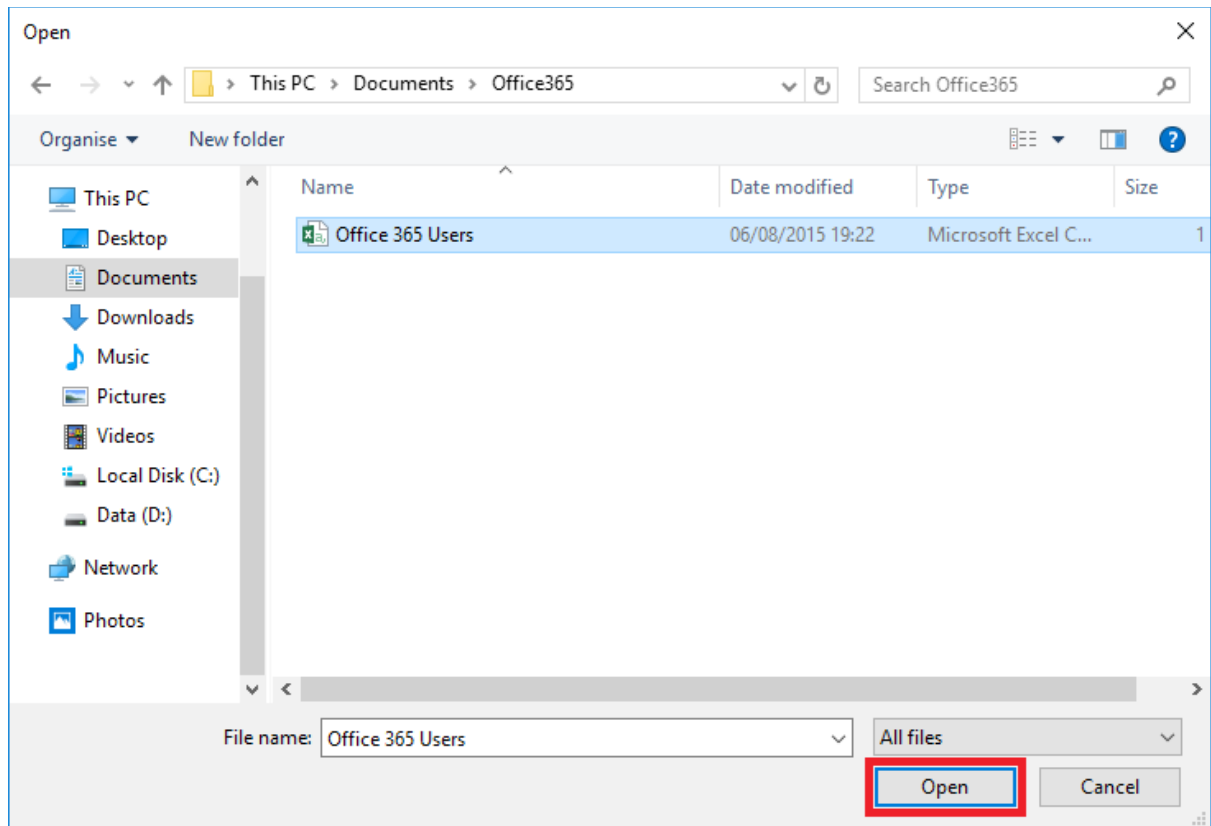 Open
This PC > Documents > Office365
Search Office365
Organise
New folder
?
Name
Date modified
Type
Size
This PC
Desktop
Documents
Downloads
Music
Pictures
Videos
Local Disk (C:)
Data (D:)
Network
Photos
Office 365 Users 06/08/2015 19:22 Microsoft Excel C... 1
File name: Office 365 Users
All files
Open
Cancel